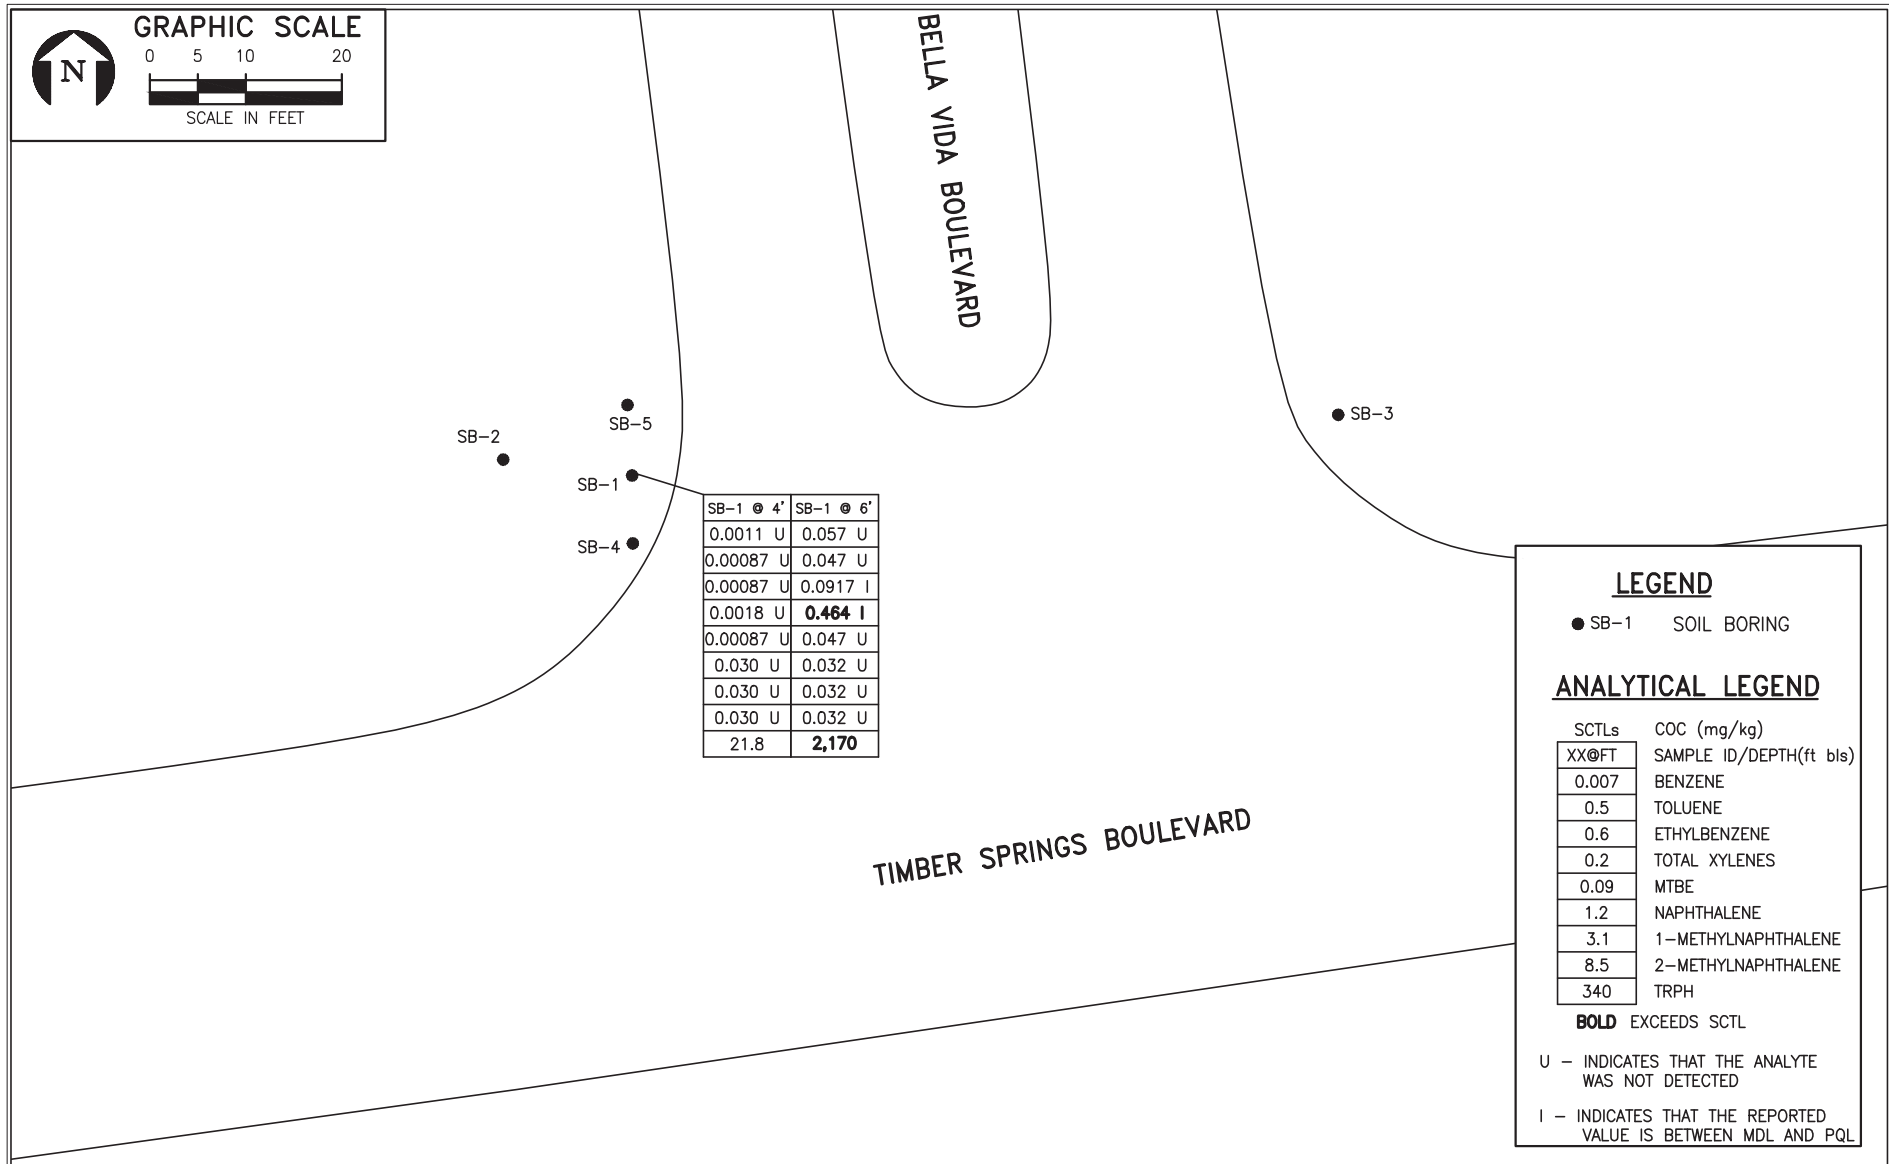 GRAPHIC SCALE
N
0 5 10 20
SCALE IN FEET
BELLA VIDA BOULEVARD
SB-5
SB-2
SB-3
SB-1
SB-4
SB-1 @ 4' SB-1 @ 6'
0.0011 U 0.057 U
0.00087 U 0.047 U
0.00087 U 0.0917 I
0.0018 U 0.464 I
0.00087 U 0.047 U
0.030 U 0.032 U
0.030 U 0.032 U
0.030 U 0.032 U
21.8 2,170
TIMBER SPRINGS BOULEVARD
LEGEND
SB-1 SOIL BORING
ANALYTICAL LEGEND
SCTLs COC (mg/kg)
XX@FT SAMPLE ID/DEPTH(ft bls)
0.007 BENZENE
0.5 TOLUENE
0.6 ETHYLBENZENE
0.2 TOTAL XYLENES
0.09 MTBE
1.2 NAPHTHALENE
3.1 1-METHYLNAPHTHALENE
8.5 2-METHYLNAPHTHALENE
340 TRPH
BOLD EXCEEDS SCTL
U - INDICATES THAT THE ANALYTE
WAS NOT DETECTED
I - INDICATES THAT THE REPORTED
VALUE IS BETWEEN MDL AND PQL